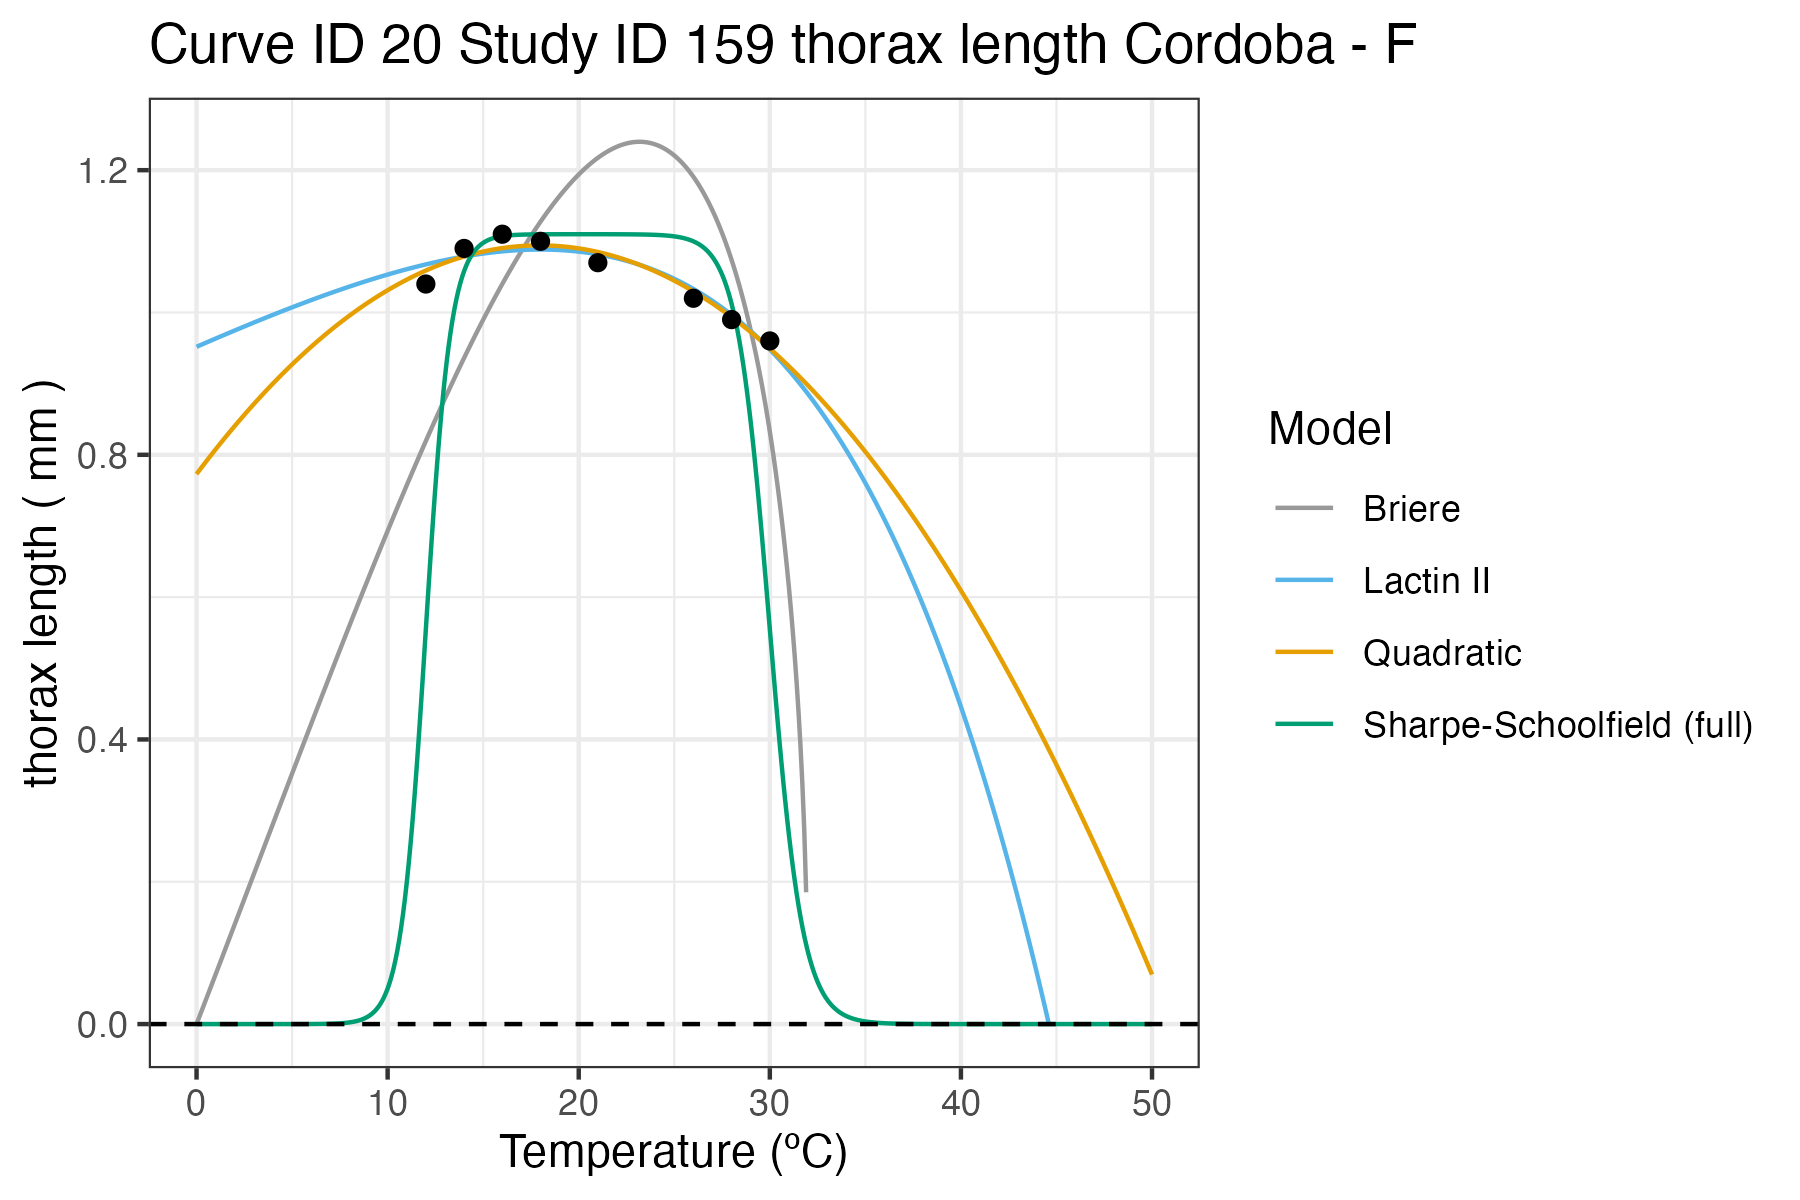 Curve ID 20 Study ID 159 thorax length Cordoba - F
thorax length ( mm )
1.2
0.8
0.4
0.0
0
10
20
30
40
50
Temperature (ºC)
Model
Briere
Lactin II
Quadratic
Sharpe-Schoolfield (full)